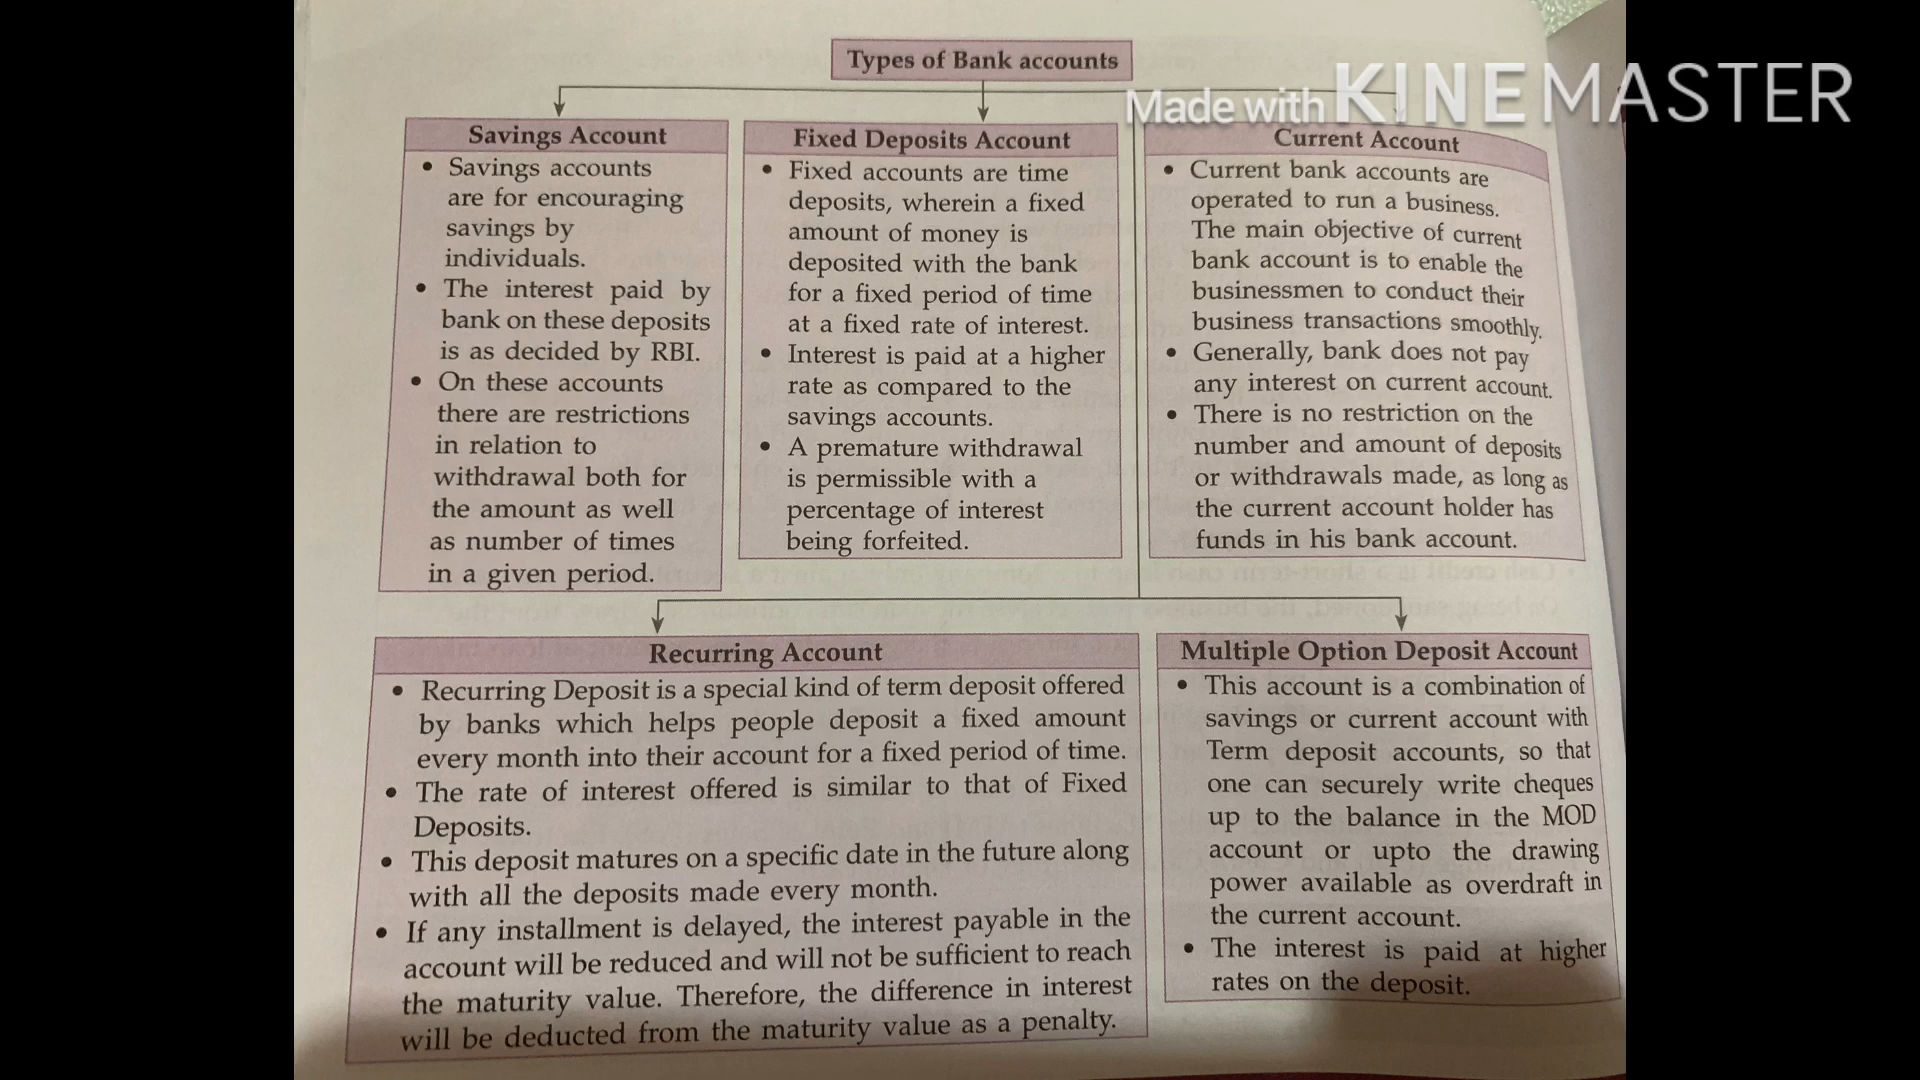 Types of Bank accounts
Made with KINEMASTER
Savings Account
• Savings accounts
are for encouraging
savings by
individuals.
• The interest paid by
bank on these deposits
is as decided by RBI.
• On these accounts
there are restrictions
in relation to
withdrawal both for
the amount as well
as number of times
in a given period.
Fixed Deposits Account
• Fixed accounts are time
deposits, wherein a fixed
amount of money is
deposited with the bank
for a fixed period of time
at a fixed rate of interest.
• Interest is paid at a higher
rate as compared to the
savings accounts.
• A premature withdrawal
is permissible with a
percentage of interest
being forfeited.
Current Account
• Current bank accounts are
operated to run a business.
The main objective of current
bank account is to enable the
businessmen to conduct their
business transactions smoothly.
• Generally, bank does not pay
any interest on current account.
• There is no restriction on the
number and amount of deposits
or withdrawals made, as long as
the current account holder has
funds in his bank account.
Recurring Account
• Recurring Deposit is a special kind of term deposit offered
by banks which helps people deposit a fixed amount
every month into their account for a fixed period of time.
• The rate of interest offered is similar to that of Fixed
Deposits.
• This deposit matures on a specific date in the future along
with all the deposits made every month.
• If any installment is delayed, the interest payable in the
account will be reduced and will not be sufficient to reach
the maturity value. Therefore, the difference in interest
will be deducted from the maturity value as a penalty.
Multiple Option Deposit Account
• This account is a combination of
savings or current account with
Term deposit accounts, so that
one can securely write cheques
up to the balance in the MOD
account or upto the drawing
power available as overdraft in
the current account.
• The interest is paid at higher
rates on the deposit.